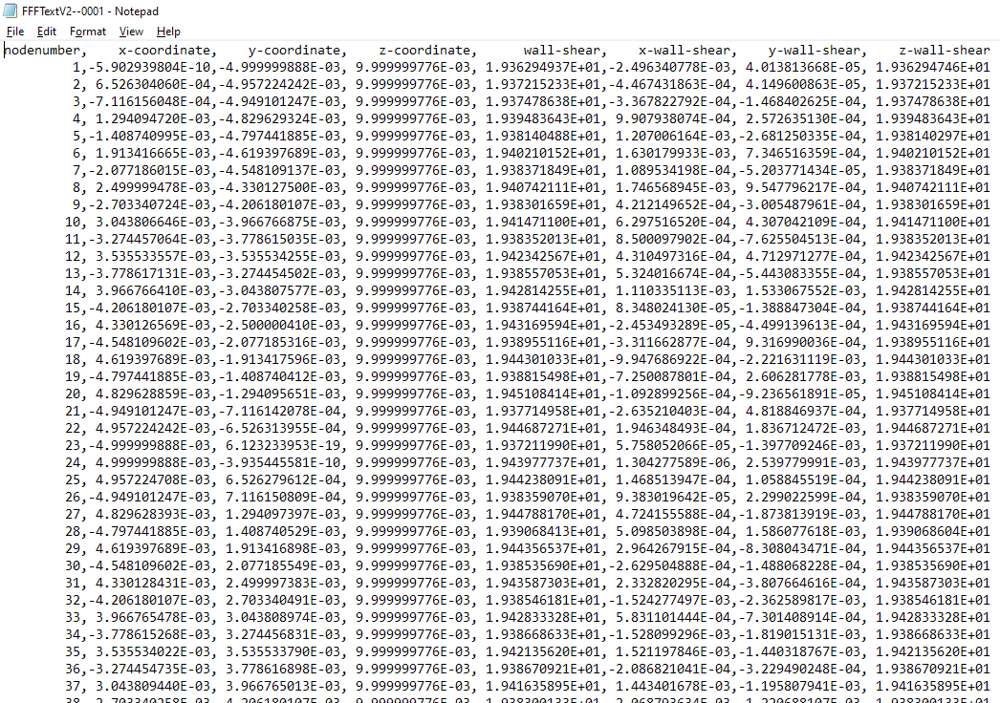 FFFTextV2--0001 - Notepad
File Edit Format View Help
nodenumber, x-coordinate, y-coordinate, z-coordinate, wall-shear, x-wall-shear, y-wall-shear, z-wall-shear
1,-5.902939804E-10,-4.999999888E-03, 9.999999776E-03, 1.936294937E+01,-2.496340778E-03, 4.013813668E-05, 1.936294746E+01
2, 6.526304060E-04,-4.957224242E-03, 9.999999776E-03, 1.937215233E+01,-4.467431863E-04, 4.149600863E-05, 1.937215233E+01
3,-7.116156048E-04,-4.949101247E-03, 9.999999776E-03, 1.937478638E+01,-3.367822792E-04,-1.468402625E-04, 1.937478638E+01
4, 1.294094720E-03,-4.829629324E-03, 9.999999776E-03, 1.939483643E+01, 9.907938074E-04, 2.572635130E-04, 1.939483643E+01
5,-1.408740995E-03,-4.797441885E-03, 9.999999776E-03, 1.938140488E+01, 1.207006164E-03,-2.681250335E-04, 1.938140297E+01
6, 1.913416665E-03,-4.619397689E-03, 9.999999776E-03, 1.940210152E+01, 1.630179933E-03, 7.346516359E-04, 1.940210152E+01
7,-2.077186015E-03,-4.548109137E-03, 9.999999776E-03, 1.938371849E+01, 1.089534198E-04,-5.203771434E-05, 1.938371849E+01
8, 2.499999478E-03,-4.330127500E-03, 9.999999776E-03, 1.940742111E+01, 1.746568945E-03, 9.547796217E-04, 1.940742111E+01
9,-2.703340724E-03,-4.206180107E-03, 9.999999776E-03, 1.938301659E+01, 4.212149652E-04,-3.005487961E-04, 1.938301659E+01
10, 3.043806646E-03,-3.966766875E-03, 9.999999776E-03, 1.941471100E+01, 6.297516520E-04, 4.307042109E-04, 1.941471100E+01
11,-3.274457064E-03,-3.778615035E-03, 9.999999776E-03, 1.938352013E+01, 8.500097902E-04,-7.625504513E-04, 1.938352013E+01
12, 3.535533557E-03,-3.535534255E-03, 9.999999776E-03, 1.942342567E+01, 4.310497316E-04, 4.712971277E-04, 1.942342567E+01
13,-3.778617131E-03,-3.274454502E-03, 9.999999776E-03, 1.938557053E+01, 5.324016674E-04,-5.443083355E-04, 1.938557053E+01
14, 3.966766410E-03,-3.043807577E-03, 9.999999776E-03, 1.942814255E+01, 1.110335113E-03, 1.533067552E-03, 1.942814255E+01
15,-4.206180107E-03,-2.703340258E-03, 9.999999776E-03, 1.938744164E+01, 8.348024130E-05,-1.388847304E-04, 1.938744164E+01
16, 4.330126569E-03,-2.500000410E-03, 9.999999776E-03, 1.943169594E+01,-2.453493289E-05,-4.499139613E-04, 1.943169594E+01
17,-4.548109602E-03,-2.077185316E-03, 9.999999776E-03, 1.938955116E+01,-3.311662877E-04, 9.316990036E-04, 1.938955116E+01
18, 4.619397689E-03,-1.913417596E-03, 9.999999776E-03, 1.944301033E+01,-9.947686922E-04,-2.221631119E-03, 1.944301033E+01
19,-4.797441885E-03,-1.408740412E-03, 9.999999776E-03, 1.938815498E+01,-7.250087801E-04, 2.606281778E-03, 1.938815498E+01
20, 4.829628859E-03,-1.294095651E-03, 9.999999776E-03, 1.945108414E+01,-1.092899256E-04,-9.236561891E-05, 1.945108414E+01
21,-4.949101247E-03,-7.116142078E-04, 9.999999776E-03, 1.937714958E+01,-2.635210403E-04, 4.818846937E-04, 1.937714958E+01
22, 4.957224242E-03,-6.526313955E-04, 9.999999776E-03, 1.944687271E+01, 1.946348493E-04, 1.836712472E-03, 1.944687271E+01
23,-4.999999888E-03, 6.123233953E-19, 9.999999776E-03, 1.937211990E+01, 5.758052066E-05,-1.397709246E-03, 1.937211990E+01
24, 4.999999888E-03,-3.935445581E-10, 9.999999776E-03, 1.943977737E+01, 1.304277589E-06, 2.539779991E-03, 1.943977737E+01
25, 4.957224708E-03, 6.526279612E-04, 9.999999776E-03, 1.944238091E+01, 1.468513947E-04, 1.058845519E-04, 1.944238091E+01
26,-4.949101247E-03, 7.116150809E-04, 9.999999776E-03, 1.938359070E+01, 9.383019642E-05, 2.299022599E-04, 1.938359070E+01
27, 4.829628393E-03, 1.294097397E-03, 9.999999776E-03, 1.944788170E+01, 4.724155588E-04,-1.873813919E-03, 1.944788170E+01
28,-4.797441885E-03, 1.408740529E-03, 9.999999776E-03, 1.939068413E+01, 5.098503898E-04, 1.586077618E-03, 1.939068604E+01
29, 4.619397689E-03, 1.913416898E-03, 9.999999776E-03, 1.944356537E+01, 2.964267915E-04,-8.308043471E-04, 1.944356537E+01
30,-4.548109602E-03, 2.077185549E-03, 9.999999776E-03, 1.938535690E+01,-2.629504888E-04,-1.488068228E-04, 1.938535690E+01
31, 4.330128431E-03, 2.499997383E-03, 9.999999776E-03, 1.943587303E+01, 2.332820295E-04,-3.807664616E-04, 1.943587303E+01
32,-4.206180107E-03, 2.703340491E-03, 9.999999776E-03, 1.938546181E+01,-1.524277497E-03,-2.362589817E-03, 1.938546181E+01
33, 3.966765478E-03, 3.043808974E-03, 9.999999776E-03, 1.942833328E+01, 5.831101444E-04,-7.301408914E-04, 1.942833328E+01
34,-3.778615268E-03, 3.274456831E-03, 9.999999776E-03, 1.938668633E+01,-1.528099296E-03,-1.819015131E-03, 1.938668633E+01
35, 3.535534022E-03, 3.535533790E-03, 9.999999776E-03, 1.942135620E+01, 1.521197846E-03,-1.440318767E-03, 1.942135620E+01
36,-3.274454735E-03, 3.778616898E-03, 9.999999776E-03, 1.938670921E+01,-2.086821041E-04,-3.229490248E-04, 1.938670921E+01
37, 3.043809440E-03, 3.966765013E-03, 9.999999776E-03, 1.941635895E+01, 1.443401678E-03,-1.195807941E-03, 1.941635895E+01